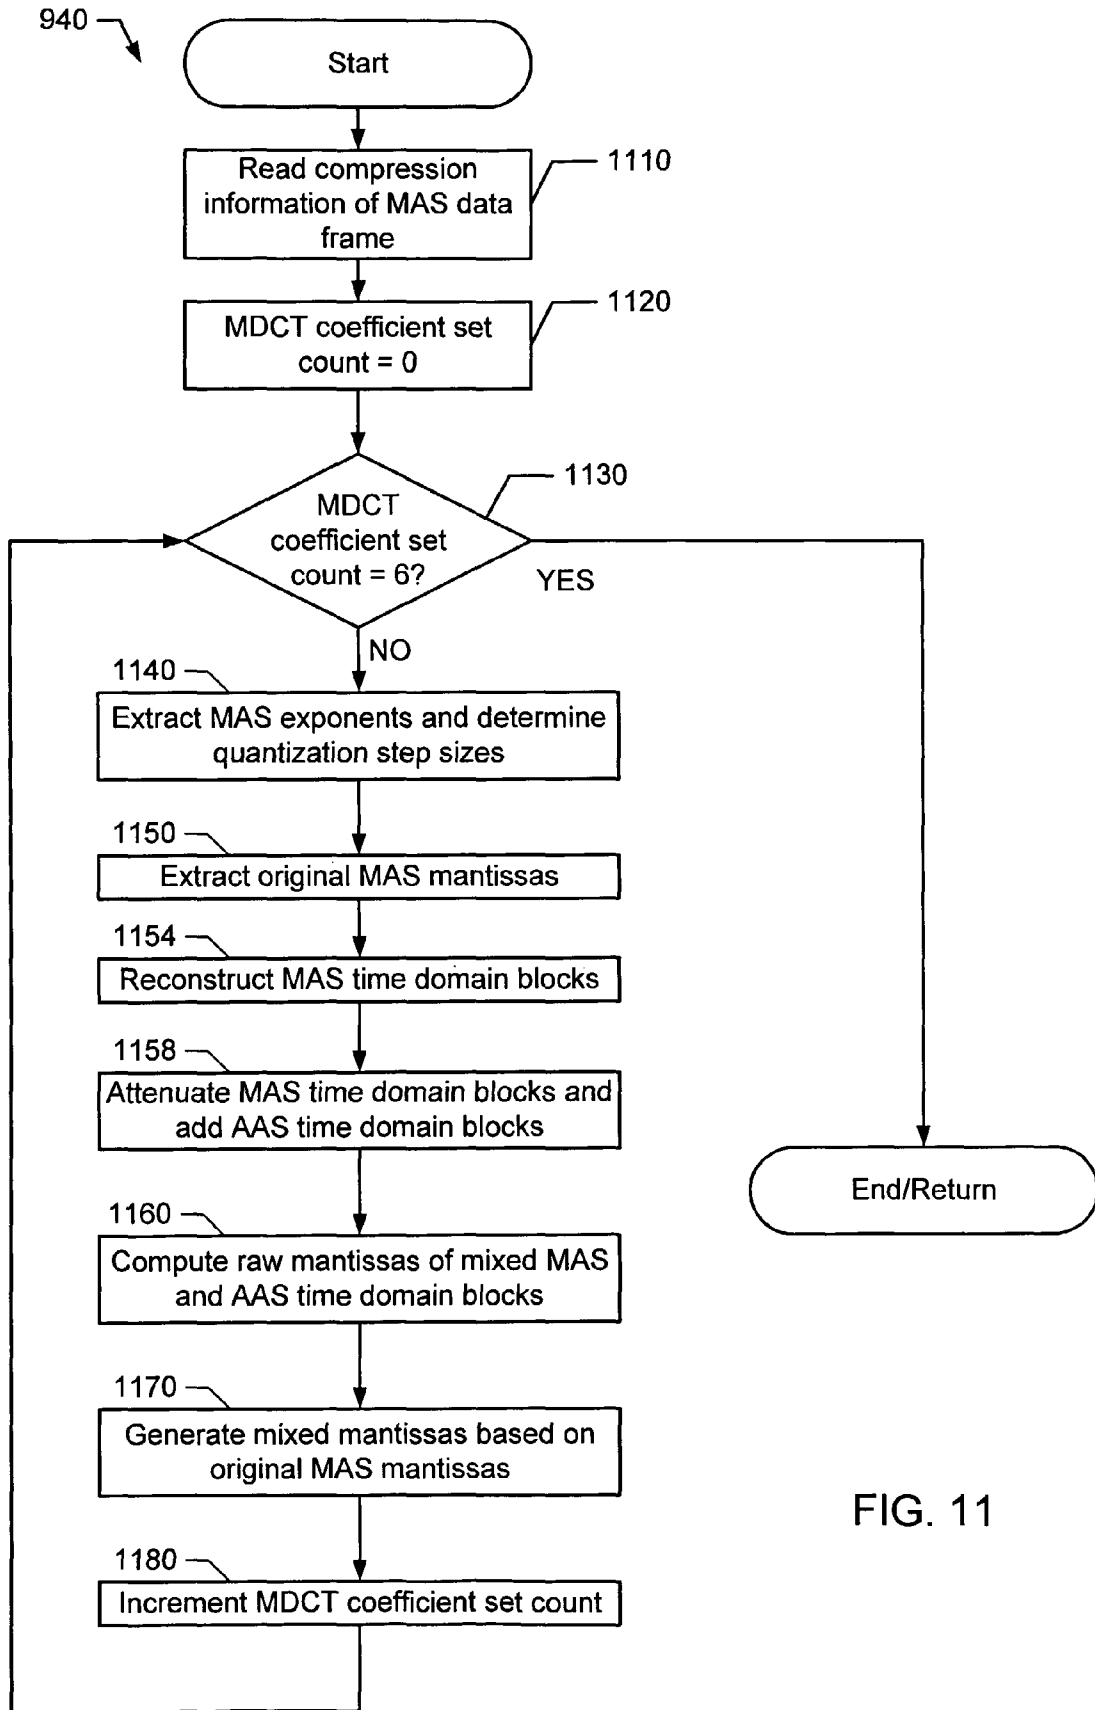 940
Start
Read compression
information of MAS data
frame
1110
MDCT coefficient set
count = 0
1120
MDCT
coefficient set
count = 6?
1130
YES
NO
1140
Extract MAS exponents and determine
quantization step sizes
1150
Extract original MAS mantissas
1154
Reconstruct MAS time domain blocks
1158
Attenuate MAS time domain blocks and
add AAS time domain blocks
End/Return
1160
Compute raw mantissas of mixed MAS
and AAS time domain blocks
1170
Generate mixed mantissas based on
original MAS mantissas
FIG. 11
1180
Increment MDCT coefficient set count